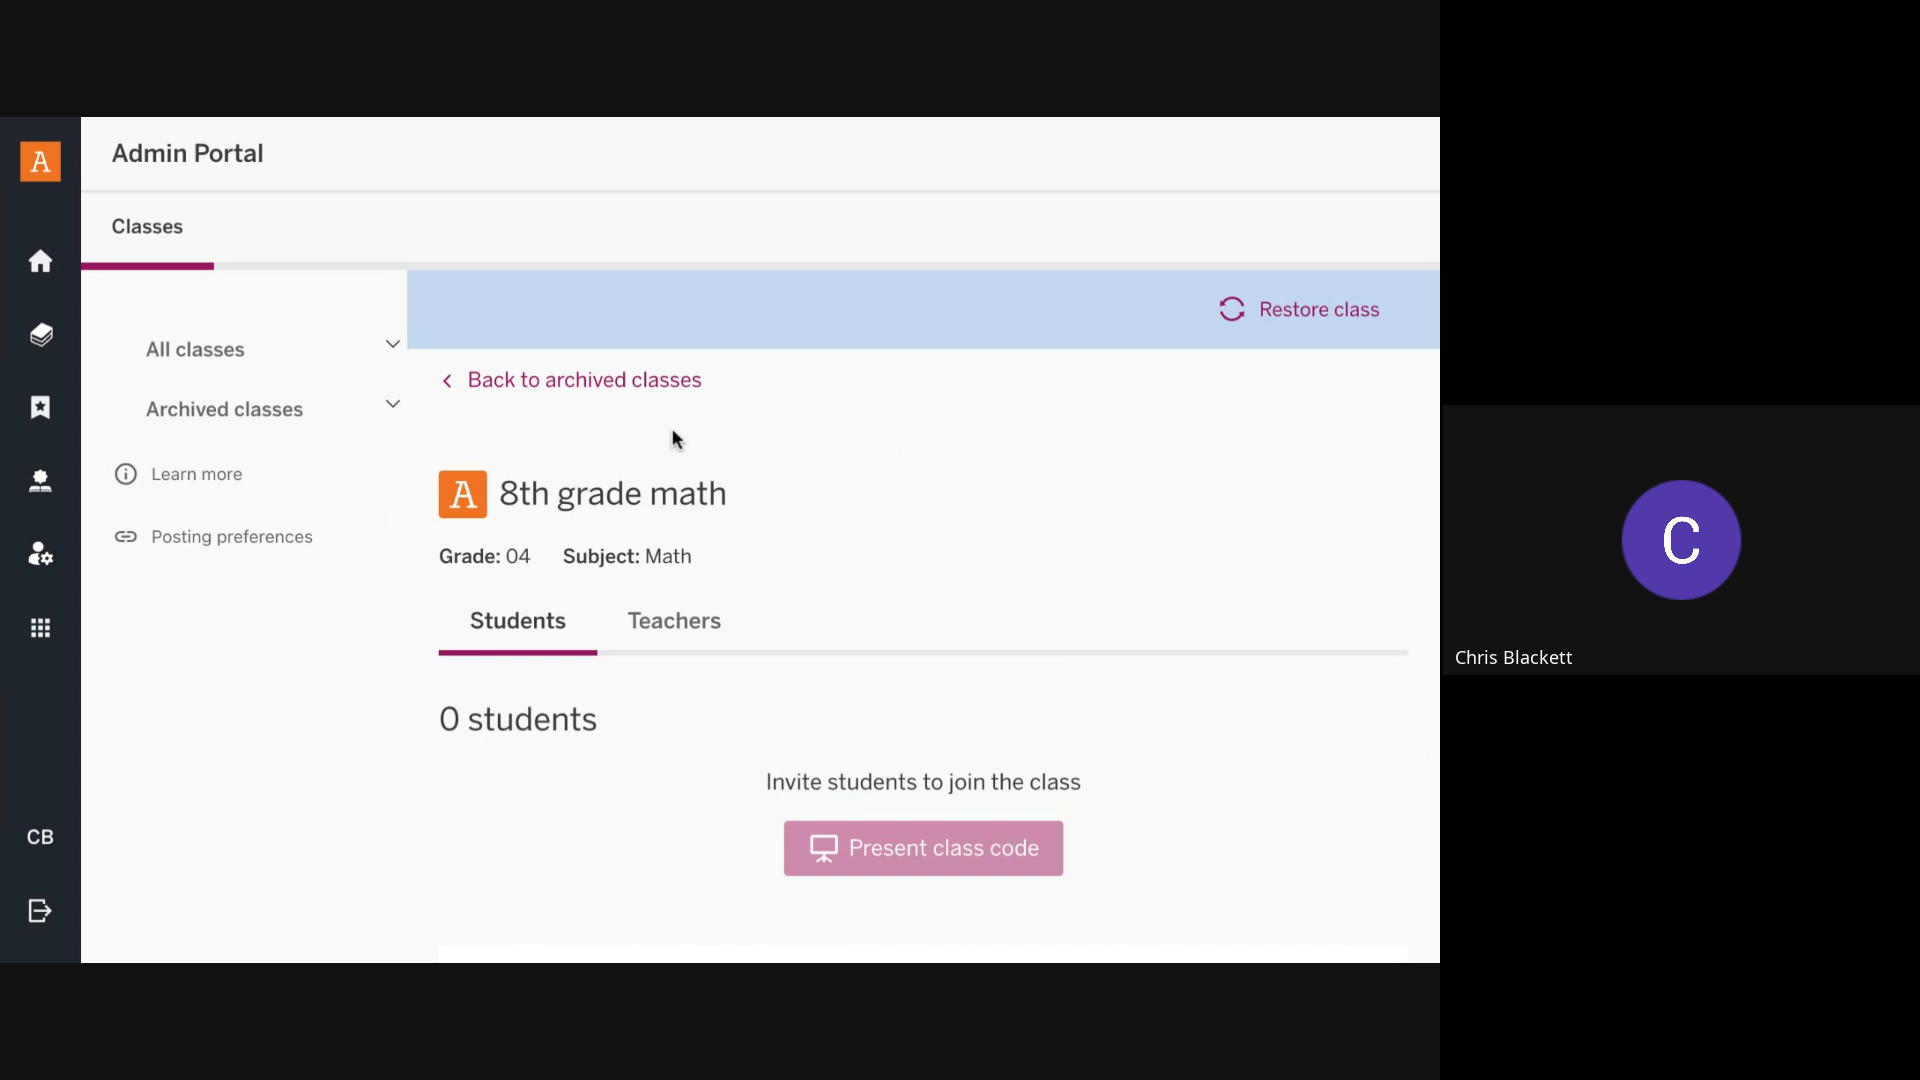 A
Admin Portal
Classes
Restore class
All classes
Back to archived classes
Archived classes
Learn more
A 8th grade math
Posting preferences
Grade: 04 Subject: Math
Students Teachers
0 students
Invite students to join the class
Present class code
CB
C
Chris Blackett